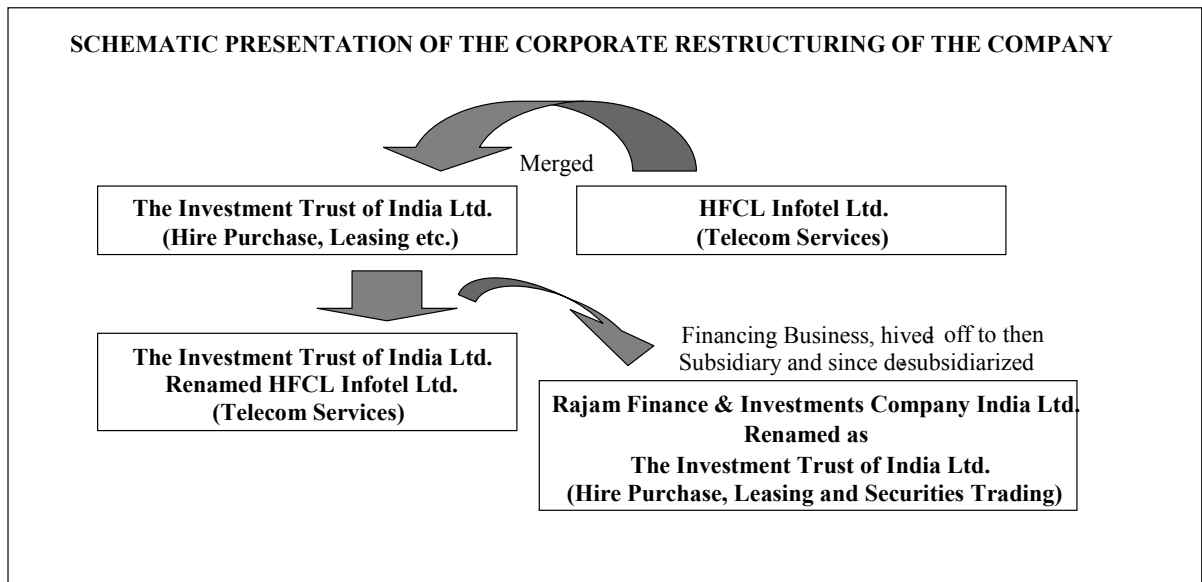 SCHEMATIC PRESENTATION OF THE CORPORATE RESTRUCTURING OF THE COMPANY
Merged
The Investment Trust of India Ltd.
(Hire Purchase, Leasing etc.)
HFCL Infotel Ltd.
(Telecom Services)
The Investment Trust of India Ltd.
Renamed HFCL Infotel Ltd.
(Telecom Services)
Financing Business, hived off to then
Subsidiary and since desubsidiarized
Rajam Finance & Investments Company India Ltd.
Renamed as
The Investment Trust of India Ltd.
(Hire Purchase, Leasing and Securities Trading)